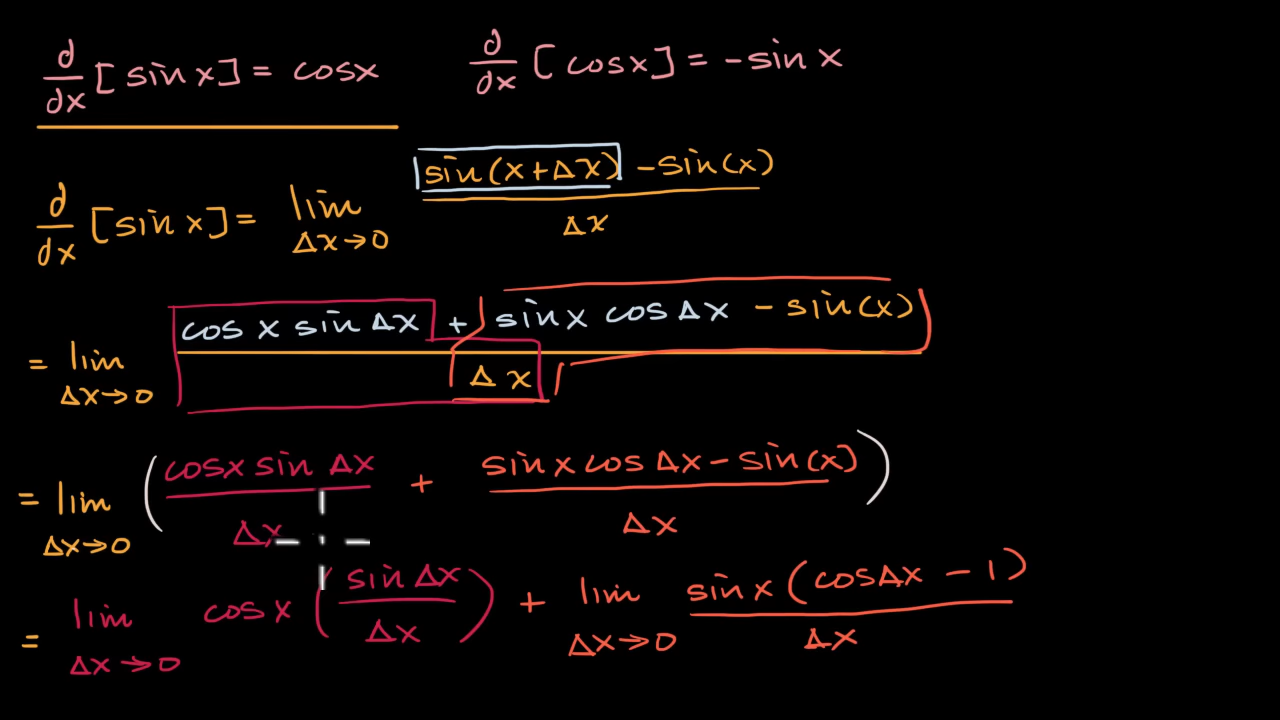 d/dx [sin x] = cos x    d/dx [cos x] = -sin x
d/dx [sin x] = lim Δx→0 (sin(x+Δx) - sin(x))/Δx
= lim Δx→0 (cos x sin Δx + sin x cos Δx - sin(x))/Δx
= lim Δx→0 ( (cos x sin Δx)/Δx + (sin x cos Δx - sin(x))/Δx )
= lim Δx→0 cos x (sin Δx/Δx) + lim Δx→0 (sin x (cos Δx - 1))/Δx